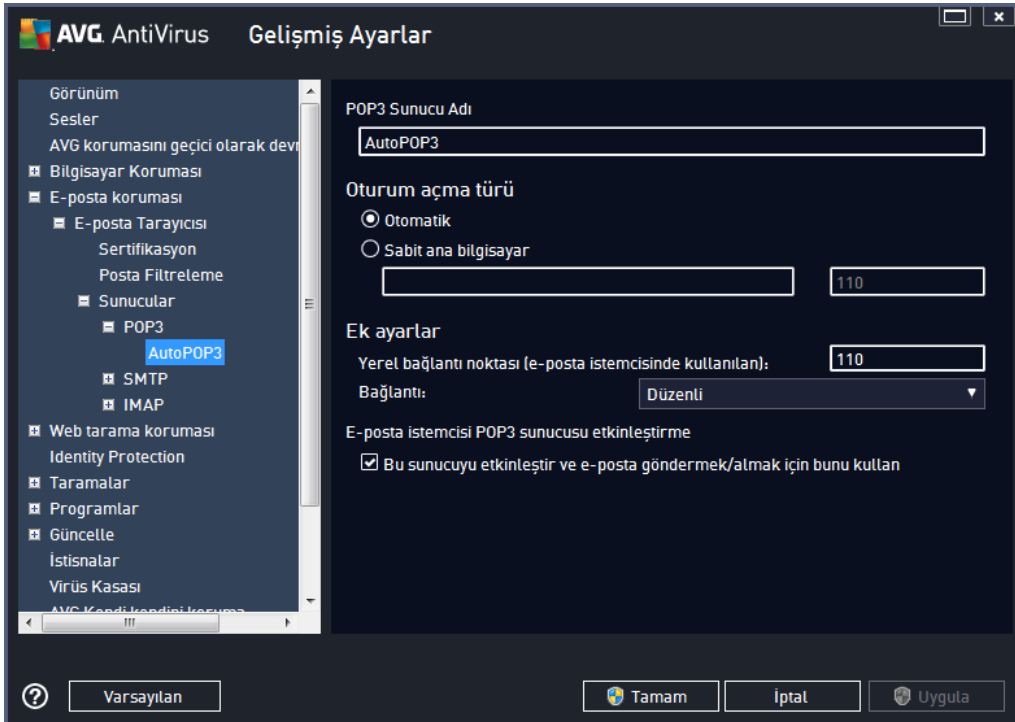 AVG AntiVirus Gelişmiş Ayarlar
Görünüm
Sesler
AVG korumasını geçici olarak devr
Bilgisayar Koruması
E-posta koruması
E-posta Tarayıcısı
Sertifikasyon
Posta Filtreleme
Sunucular
POP3
AutoPOP3
SMTP
IMAP
Web tarama koruması
Identity Protection
Taramalar
Programlar
Güncelle
İstisnalar
Virüs Kasası
AVG Kendi kendini koruma
POP3 Sunucu Adı
AutoPOP3
Oturum açma türü
Otomatik
Sabit ana bilgisayar
110
Ek ayarlar
Yerel bağlantı noktası (e-posta istemcisinde kullanılan): 110
Bağlantı: Düzenli
E-posta istemcisi POP3 sunucusu etkinleştirme
Bu sunucuyu etkinleştir ve e-posta göndermek/almak için bunu kullan
? Varsayılan Tamam İptal Uygula